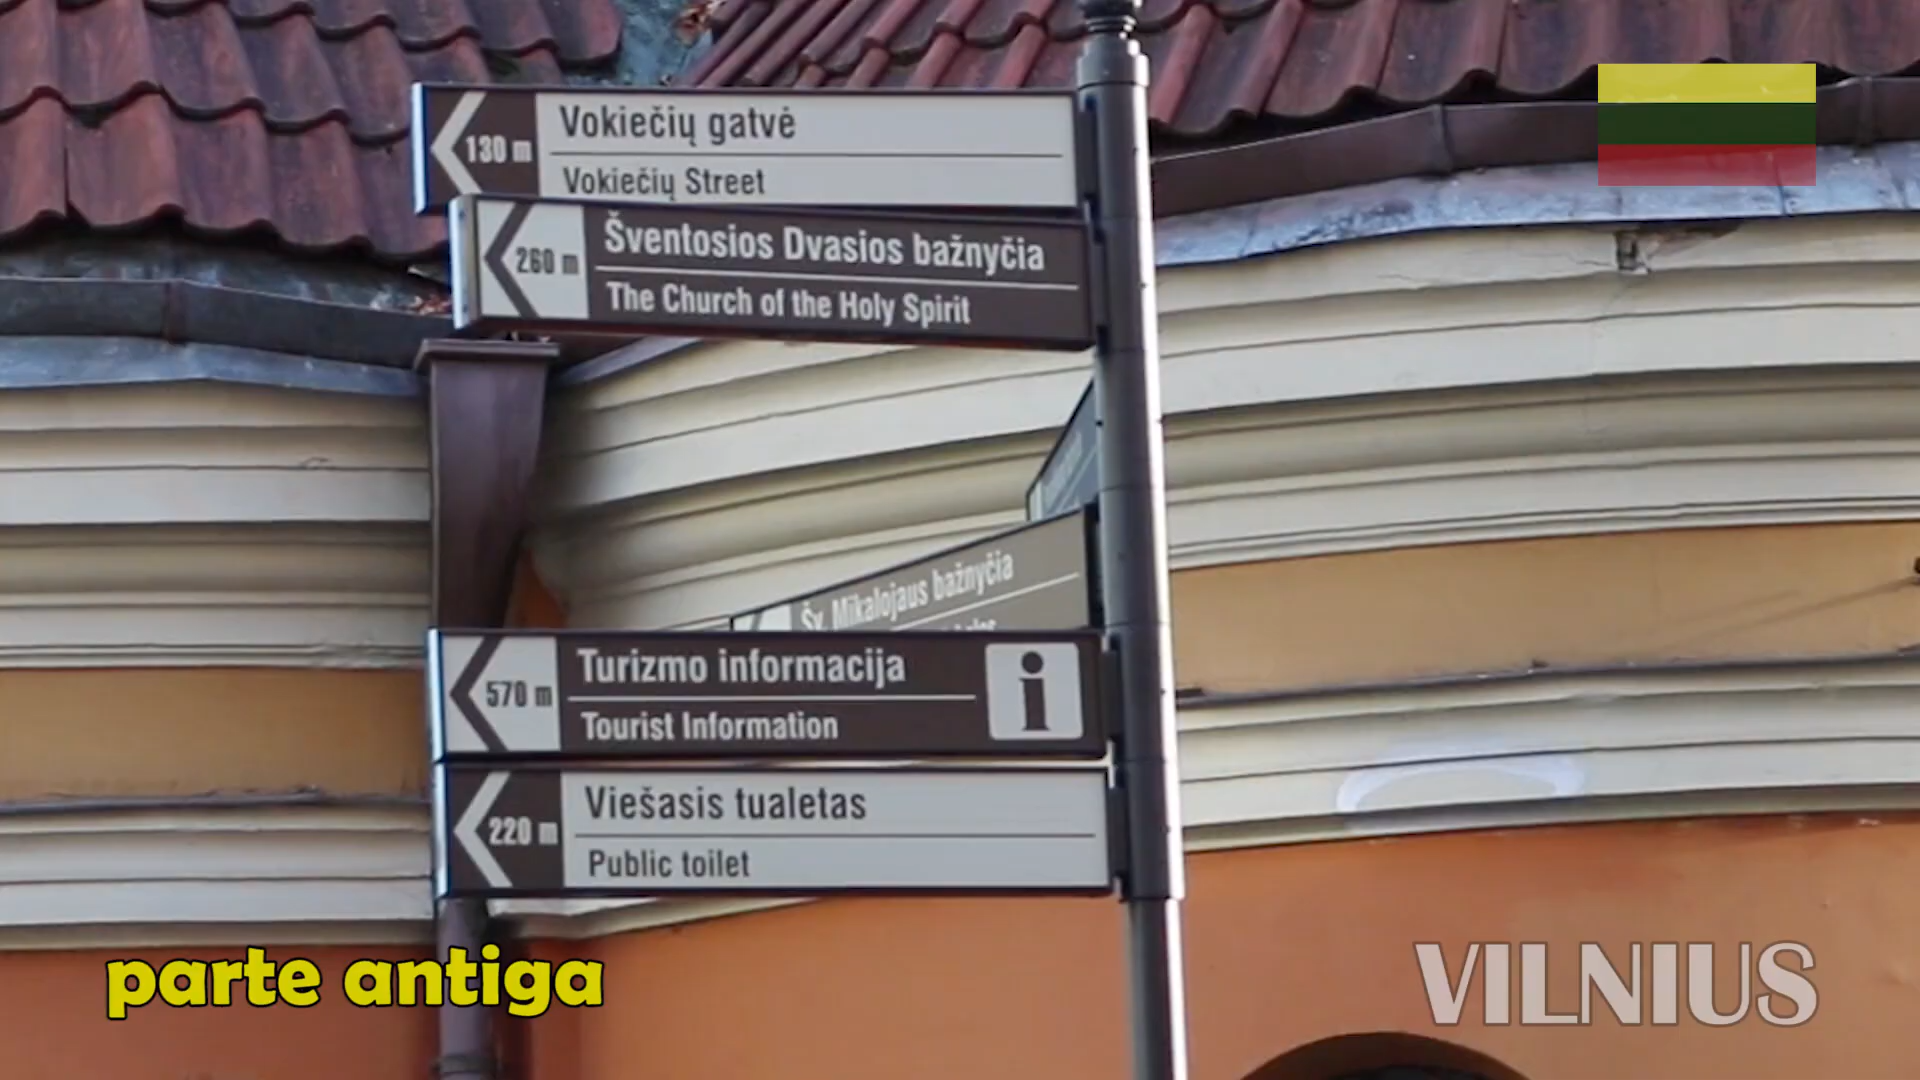 130 m
Vokiečių gatvė
Vokiečių Street
260 m
Šventosios Dvasios bažnyčia
The Church of the Holy Spirit
Šv. Mikalojaus bažnyčia
570 m
Turizmo informacija
Tourist Information
i
220 m
Viešasis tualetas
Public toilet
parte antiga
VILNIUS